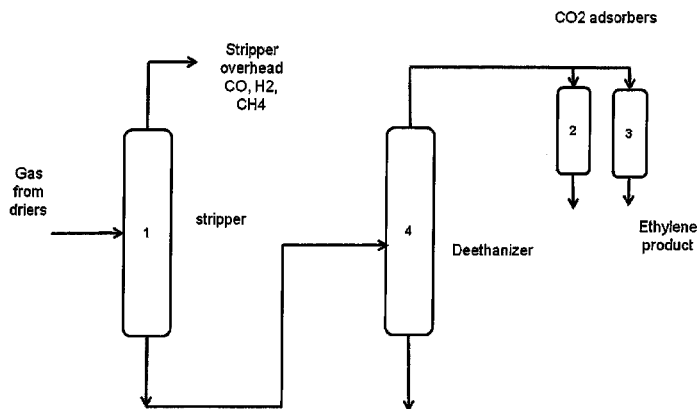 CO2 adsorbers
Stripper
overhead
CO, H2,
CH4
2
3
Gas
from
driers
1
stripper
4
Deethanizer
Ethylene
product